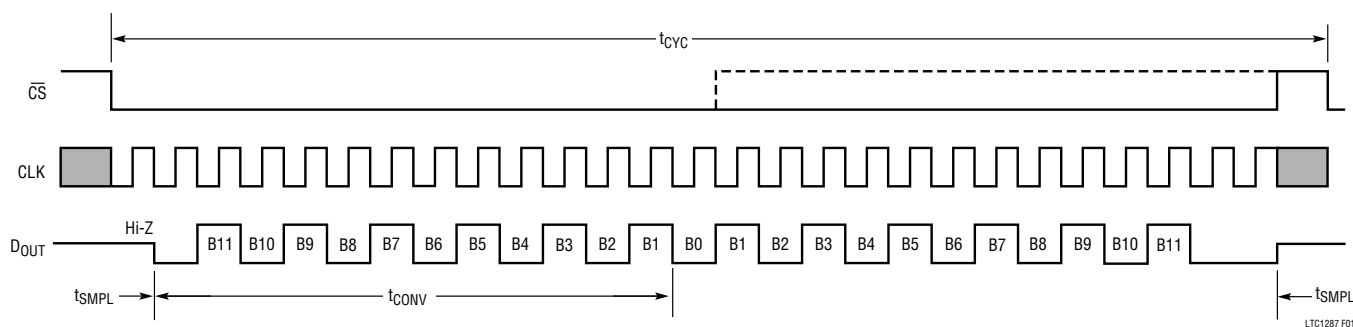 tCYC
CS
CLK
Hi-Z
DOUT
B11 B10 B9 B8 B7 B6 B5 B4 B3 B2 B1 B0 B1 B2 B3 B4 B5 B6 B7 B8 B9 B10 B11
tSMPL tCONV tSMPL
LTC1287 F01